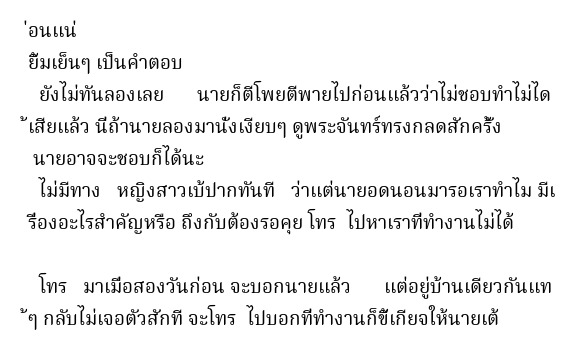 ่อนแน่
ยิ้มเย็นๆ เป็นคำตอบ
ยังไม่ทันลองเลย นายก็ตีโพยตีพายไปก่อนแล้วว่าไม่ชอบทำไม่ได
้เสียแล้ว นี่ถ้านายลองมานั่งเงียบๆ ดูพระจันทร์ทรงกลดสักครั้ง
นายอาจจะชอบก็ได้นะ
ไม่มีทาง หญิงสาวเบ้ปากทันที ว่าแต่นายอดนอนมารอเราทำไม มีเ
รื่องอะไรสำคัญหรือ ถึงกับต้องรอคุย โทร ไปหาเราที่ทำงานไม่ได้
โทร มาเมื่อสองวันก่อน จะบอกนายแล้ว แต่อยู่บ้านเดียวกันแท
้ๆ กลับไม่เจอตัวสักที จะโทร ไปบอกที่ทำงานก็ขี้เกียจให้นายเต้